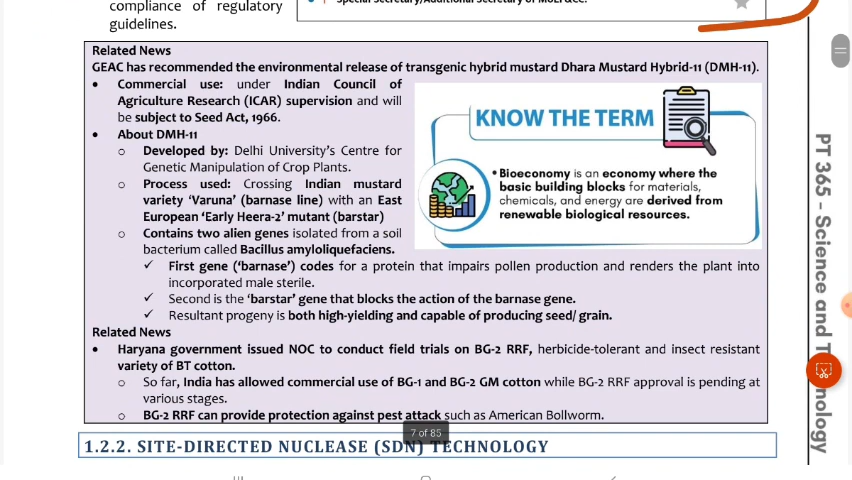 compliance of regulatory
guidelines.
Special Secretary/Additional Secretary of MoEF&CC.
Related News
GEAC has recommended the environmental release of transgenic hybrid mustard Dhara Mustard Hybrid-11 (DMH-11).
• Commercial use: under Indian Council of
Agriculture Research (ICAR) supervision and will
be subject to Seed Act, 1966.
• About DMH-11
o Developed by: Delhi University's Centre for
Genetic Manipulation of Crop Plants.
o Process used: Crossing Indian mustard
variety 'Varuna' (barnase line) with an East
European 'Early Heera-2' mutant (barstar)
o Contains two alien genes isolated from a soil
bacterium called Bacillus amyloliquefaciens.
✓ First gene ('barnase') codes for a protein that impairs pollen production and renders the plant into
incorporated male sterile.
✓ Second is the 'barstar' gene that blocks the action of the barnase gene.
✓ Resultant progeny is both high-yielding and capable of producing seed/ grain.
KNOW THE TERM
• Bioeconomy is an economy where the
basic building blocks for materials,
chemicals, and energy are derived from
renewable biological resources.
Related News
• Haryana government issued NOC to conduct field trials on BG-2 RRF, herbicide-tolerant and insect resistant
variety of BT cotton.
o So far, India has allowed commercial use of BG-1 and BG-2 GM cotton while BG-2 RRF approval is pending at
various stages.
o BG-2 RRF can provide protection against pest attack such as American Bollworm.
7 of 85
1.2.2. SITE-DIRECTED NUCLEASE (SDN) TECHNOLOGY
PT 365 - Science and T nology